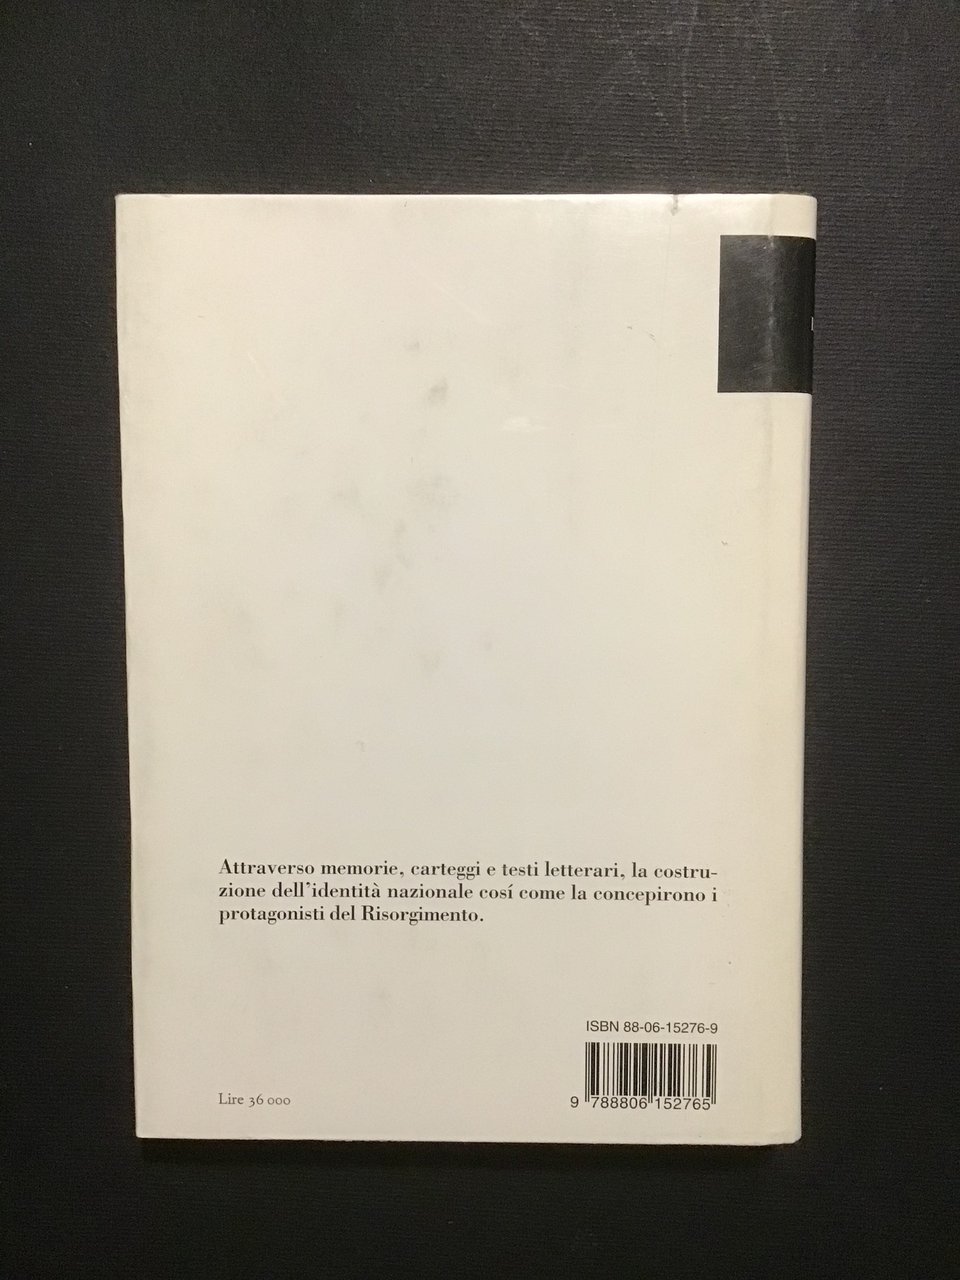 Attraverso memorie, carteggi e testi letterari, la costru-
zione dell'identità nazionale cosí come la concepirono i
protagonisti del Risorgimento.
ISBN 88-06-15276-9
Lire 36 000
9 788806 152765